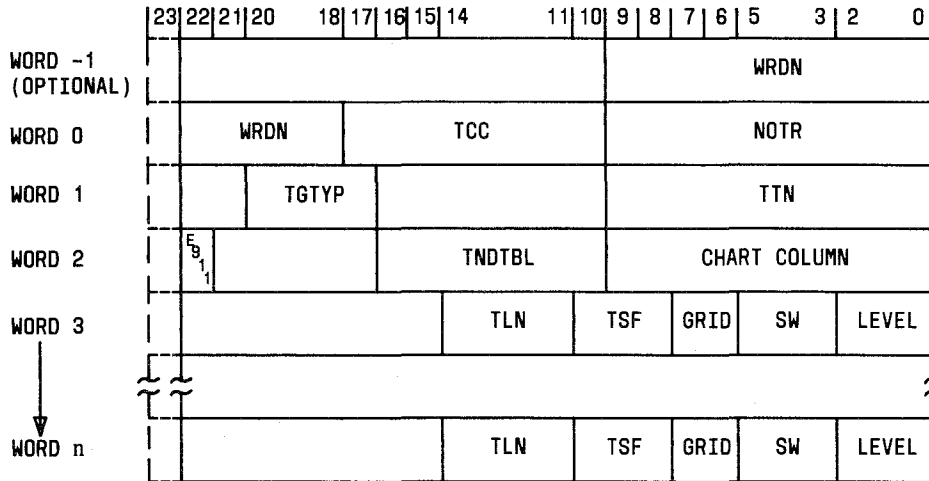 23 22 21 20 18 17 16 15 14 11 10 9 8 7 6 5 3 2 0
WORD -1
(OPTIONAL)
WRDN
WORD 0 WRDN TCC NOTR
WORD 1 TGTYP TTN
WORD 2 E911 TNDTBL CHART COLUMN
WORD 3 TLN TSF GRID SW LEVEL
WORD n TLN TSF GRID SW LEVEL